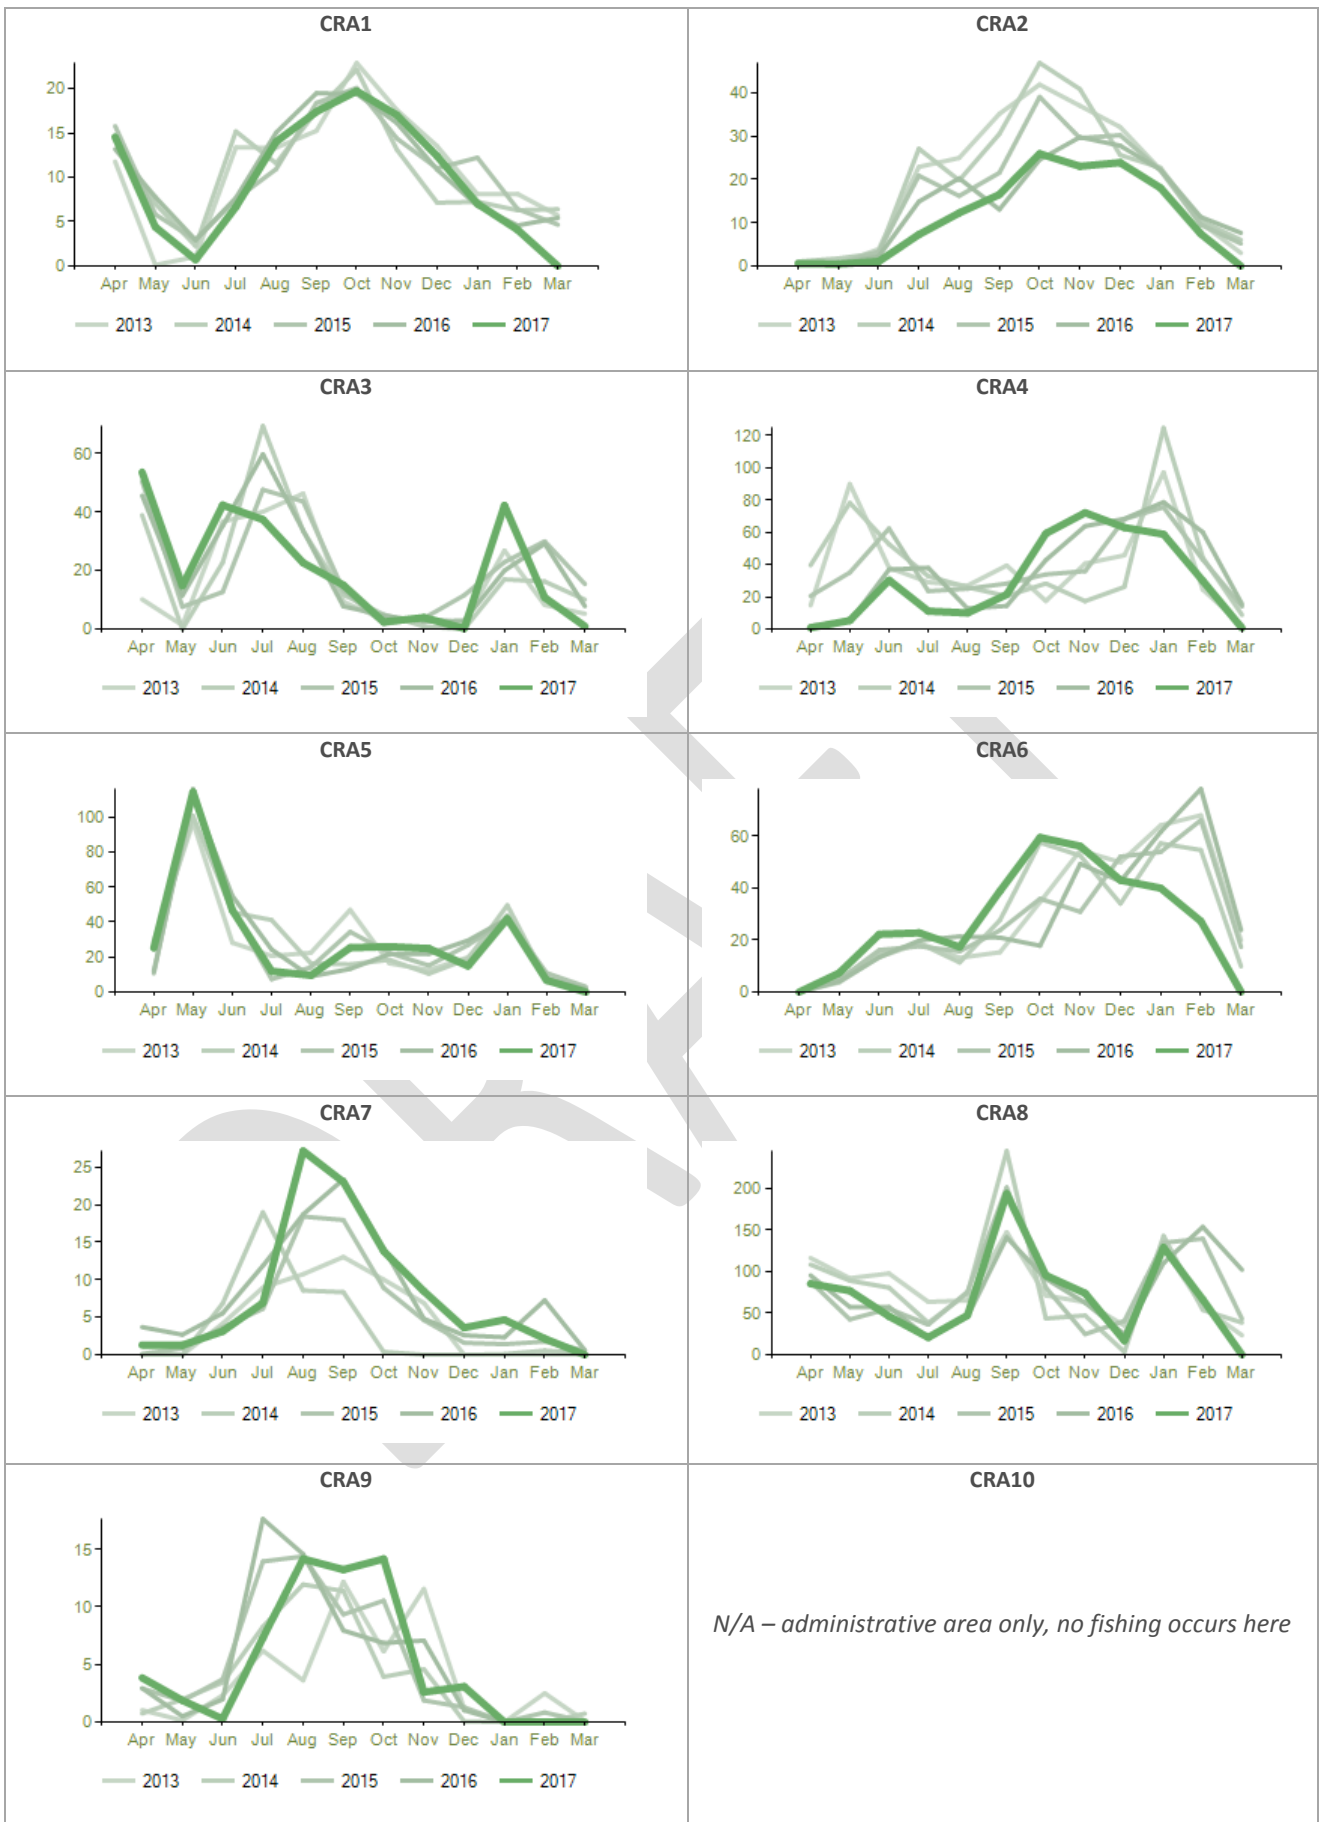 CRA1
20
15
10
5
0
Apr May Jun Jul Aug Sep Oct Nov Dec Jan Feb Mar
2013 2014 2015 2016 2017
CRA2
40
30
20
10
0
Apr May Jun Jul Aug Sep Oct Nov Dec Jan Feb Mar
2013 2014 2015 2016 2017
CRA3
60
40
20
0
Apr May Jun Jul Aug Sep Oct Nov Dec Jan Feb Mar
2013 2014 2015 2016 2017
CRA4
120
100
80
60
40
20
0
Apr May Jun Jul Aug Sep Oct Nov Dec Jan Feb Mar
2013 2014 2015 2016 2017
CRA5
100
80
60
40
20
0
Apr May Jun Jul Aug Sep Oct Nov Dec Jan Feb Mar
2013 2014 2015 2016 2017
CRA6
60
40
20
0
Apr May Jun Jul Aug Sep Oct Nov Dec Jan Feb Mar
2013 2014 2015 2016 2017
CRA7
25
20
15
10
5
0
Apr May Jun Jul Aug Sep Oct Nov Dec Jan Feb Mar
2013 2014 2015 2016 2017
CRA8
200
150
100
50
0
Apr May Jun Jul Aug Sep Oct Nov Dec Jan Feb Mar
2013 2014 2015 2016 2017
CRA9
15
10
5
0
Apr May Jun Jul Aug Sep Oct Nov Dec Jan Feb Mar
2013 2014 2015 2016 2017
CRA10
N/A – administrative area only, no fishing occurs here